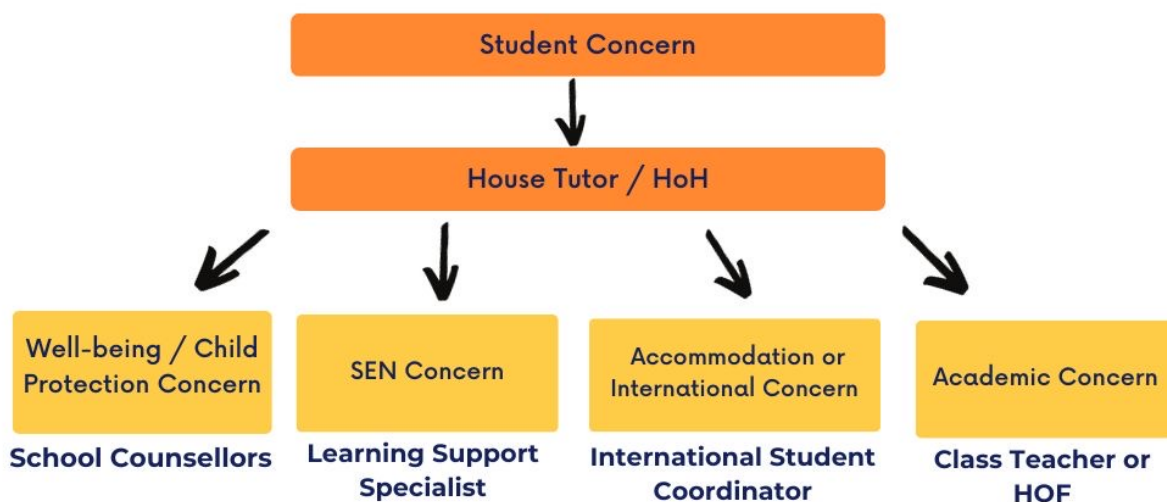 Student Concern
House Tutor / HoH
Well-being / Child
Protection Concern
School Counsellors
SEN Concern
Learning Support
Specialist
Accommodation or
International Concern
International Student
Coordinator
Academic Concern
Class Teacher or
HOF